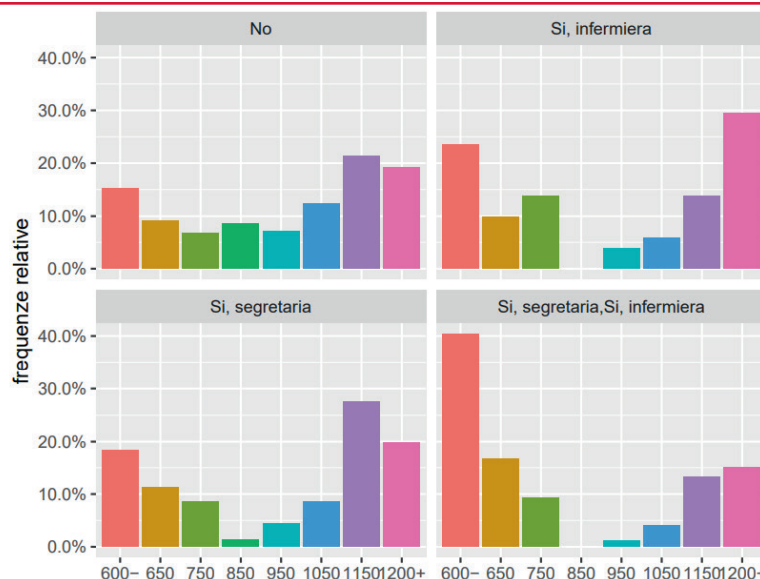 No
Si, infermiera
40.0%
30.0%
20.0%
10.0%
0.0%
Si, segretaria
Si, segretaria,Si, infermiera
40.0%
30.0%
20.0%
10.0%
0.0%
frequenze relative
600− 650 750 850 950 1050 1150 1200+
600− 650 750 850 950 1050 1150 1200+